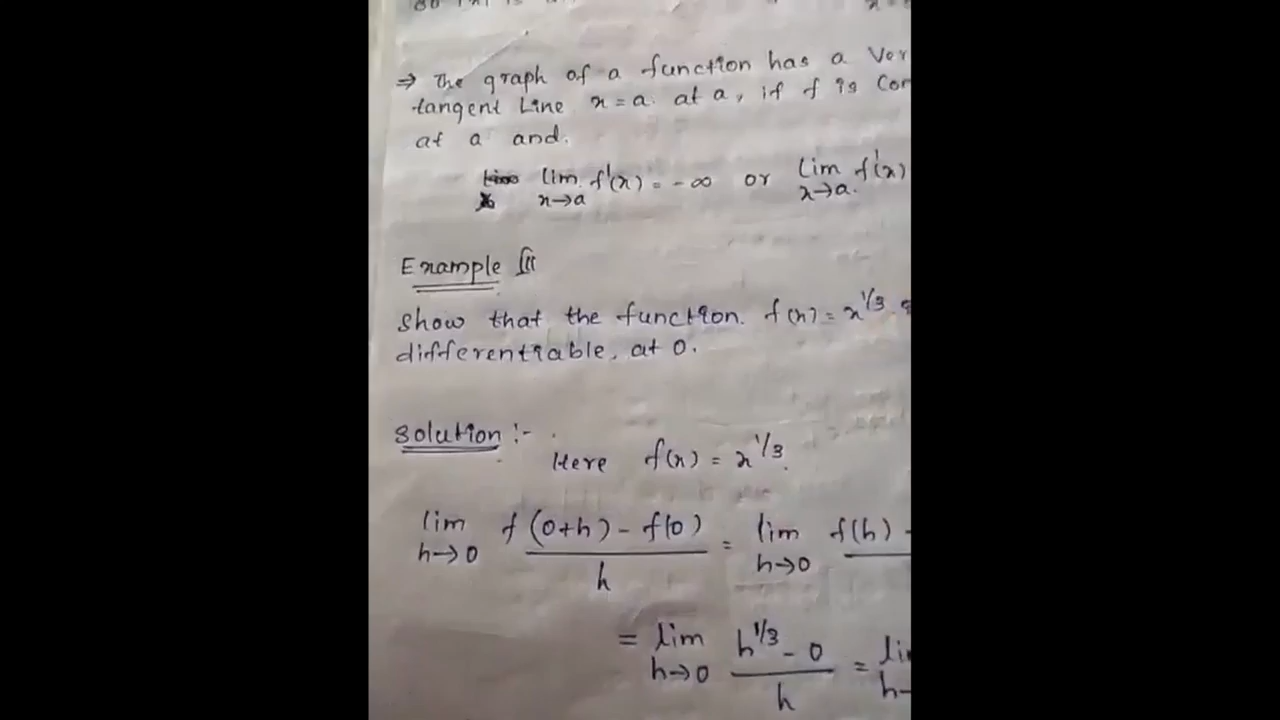 ⇒ The graph of a function has a
tangent Line x = a at a, if f is
at a and.
lim x→a f'(x) = -∞ or lim x→a. f'(x)
Example
Show that the function. f(x) = x^1/3.
differentiable. at 0.
Solution :-
Here f(x) = x^1/3.
lim h→0 f(0+h) - f(0) / h = lim h→0 f(h) -
= lim h→0 h^1/3 - 0 / h =